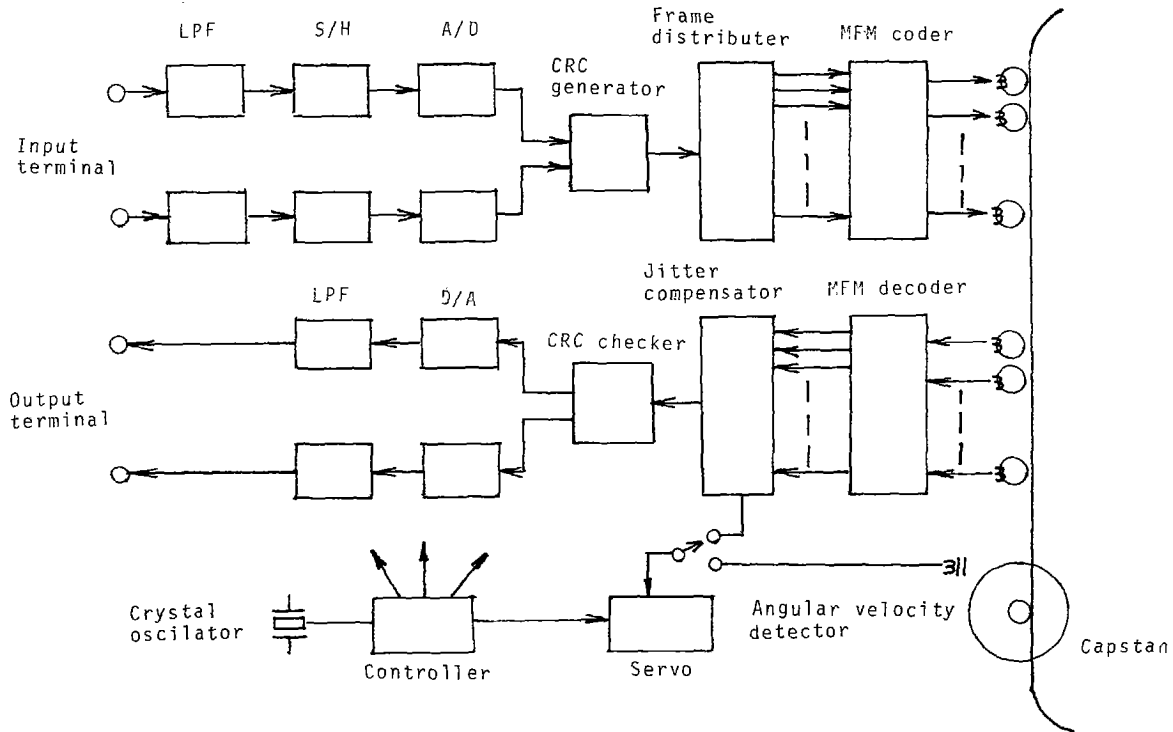 LPF
S/H
A/D
Frame
distributer
MFM coder
CRC
generator
Input
terminal
LPF
D/A
Jitter
compensator
MFM decoder
CRC checker
Output
terminal
Crystal
oscilator
Controller
Servo
Angular velocity
detector
Capstan